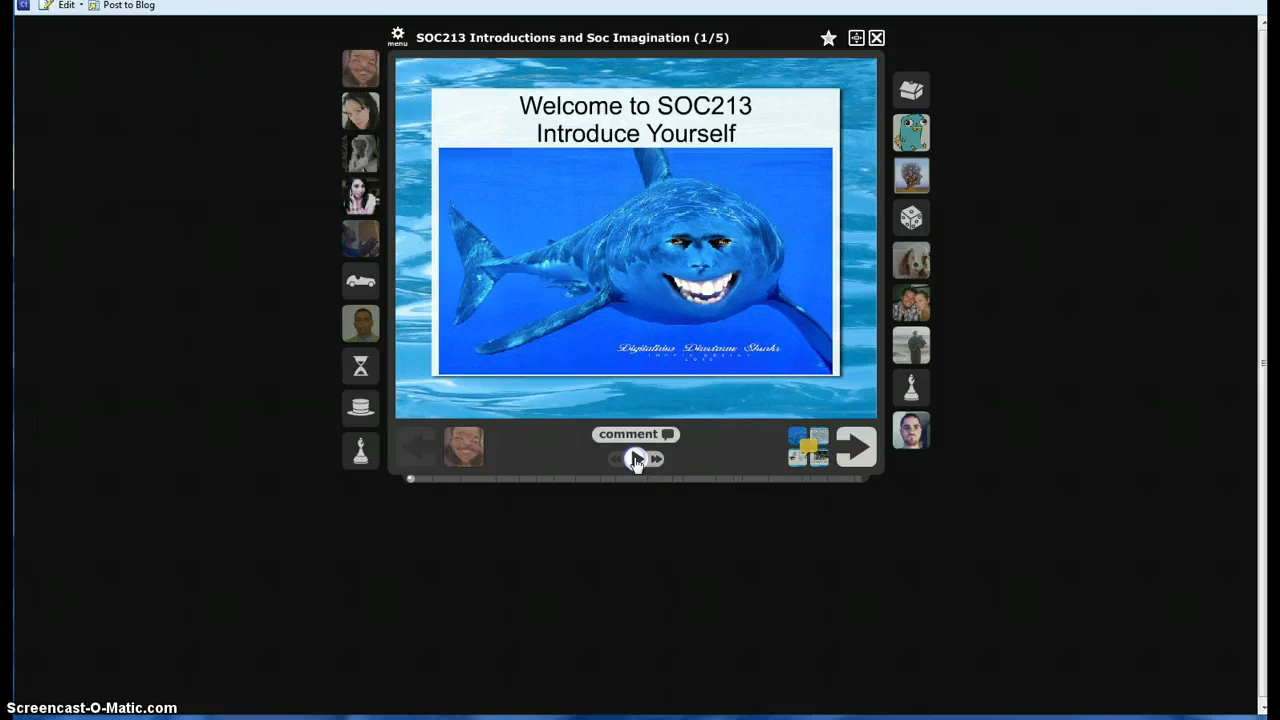 Edit
Post to Blog
menu
SOC213 Introductions and Soc Imagination (1/5)
Welcome to SOC213
Introduce Yourself
comment
Screencast-O-Matic.com